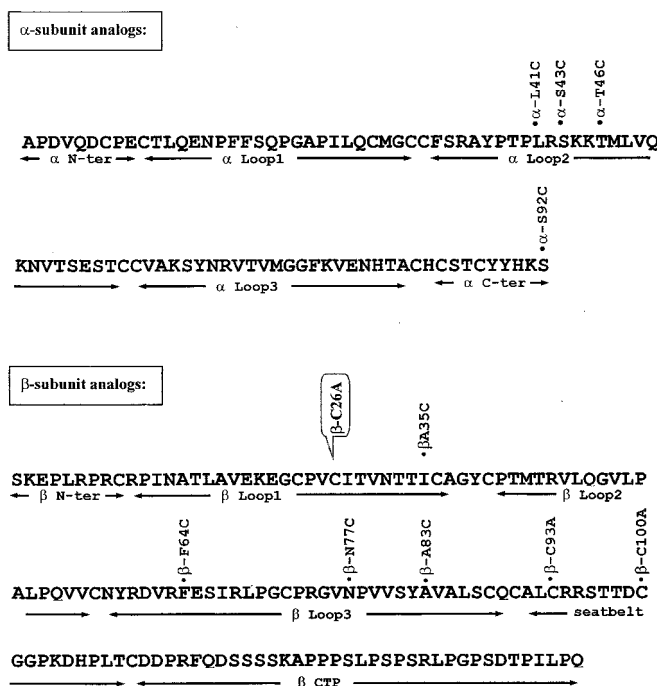 α-subunit analogs:
•α-L41C
•α-S43C
•α-T46C
APDVQDCPECTLQENPFFSQPGAPILQCMGCCFSRAYPTPLRSKKTMLVQ
α N-ter α Loop1 α Loop2
•α-S92C
KNVTSESTCCVAKSYNRVTVMGGFKVENHTACHCSTCYYHKS
α Loop3 α C-ter
β-subunit analogs:
β-C26A
•βA35C
SKEPLRPRCRPINATLAVEKEGCPVCITVNTTICAGYCPTMTRVLQGVLP
β N-ter β Loop1 β Loop2
•β-F64C
•β-N77C
•β-A83C
•β-C93A
•β-C100A
ALPQVVCNYRDVRFESIRLPGCPRGVNPVVSYAVALSCQCALCRRSTTDC
β Loop3 seatbelt
GGPKDHPLTCDDPRFQDSSSSKAPPPSLPSPSRLPGPSDTPILPQ
β CTP